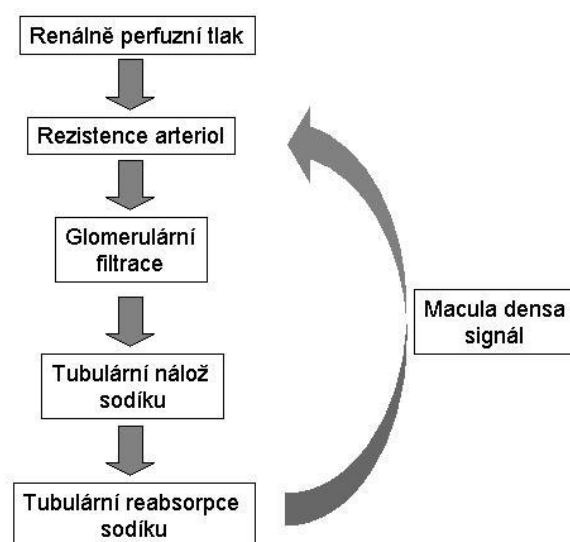 Renálně perfuzní tlak
Rezistence arteriol
Glomerulární
filtrace
Macula densa
signál
Tubulární nálož
sodíku
Tubulární reabsorpce
sodíku